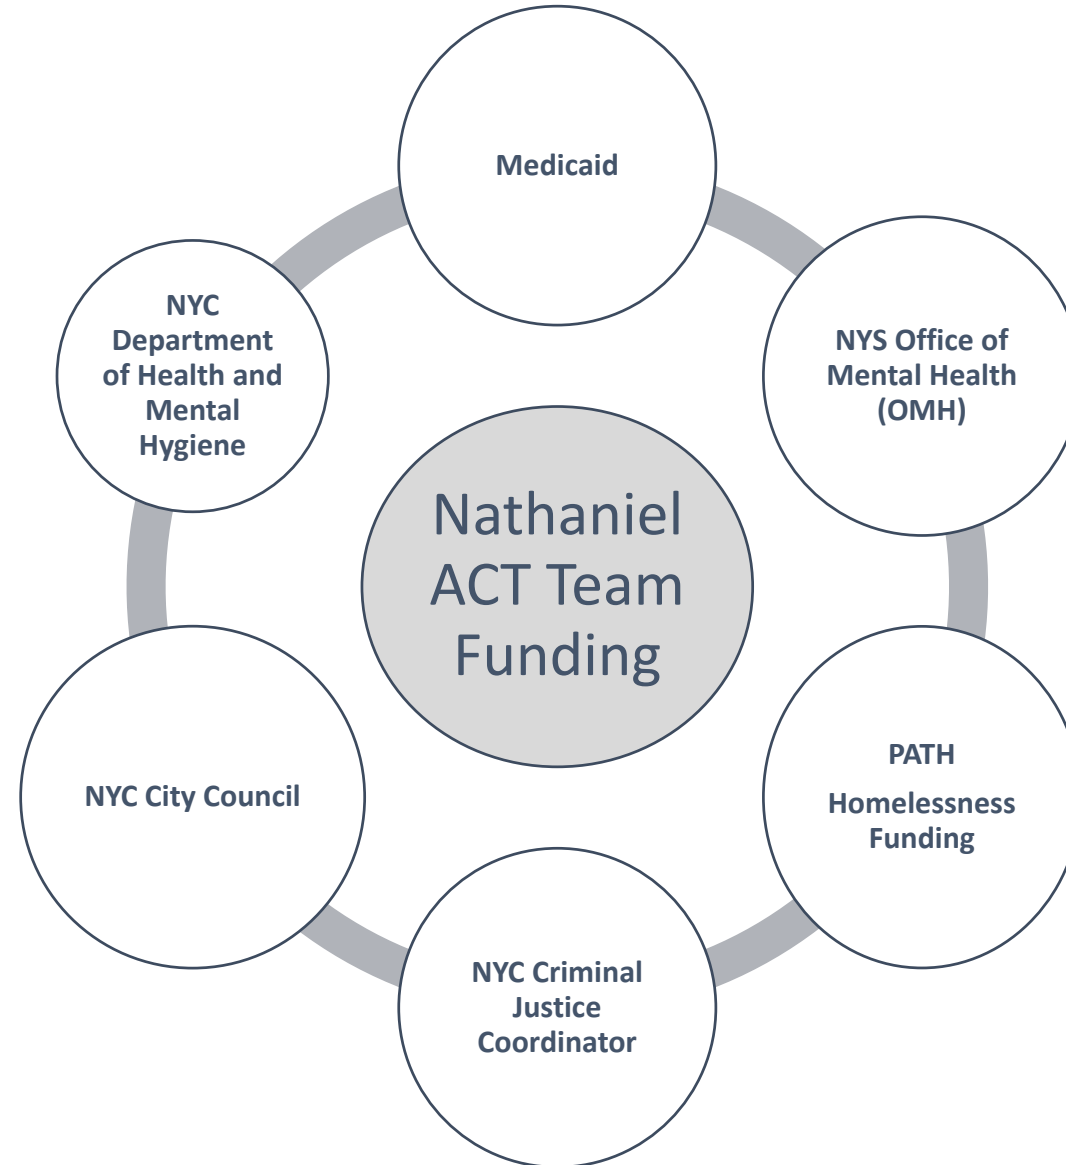 Medicaid
NYS Office of
Mental Health
(OMH)
PATH
Homelessness
Funding
NYC Criminal
Justice
Coordinator
NYC City Council
NYC
Department
of Health and
Mental
Hygiene
Nathaniel
ACT Team
Funding